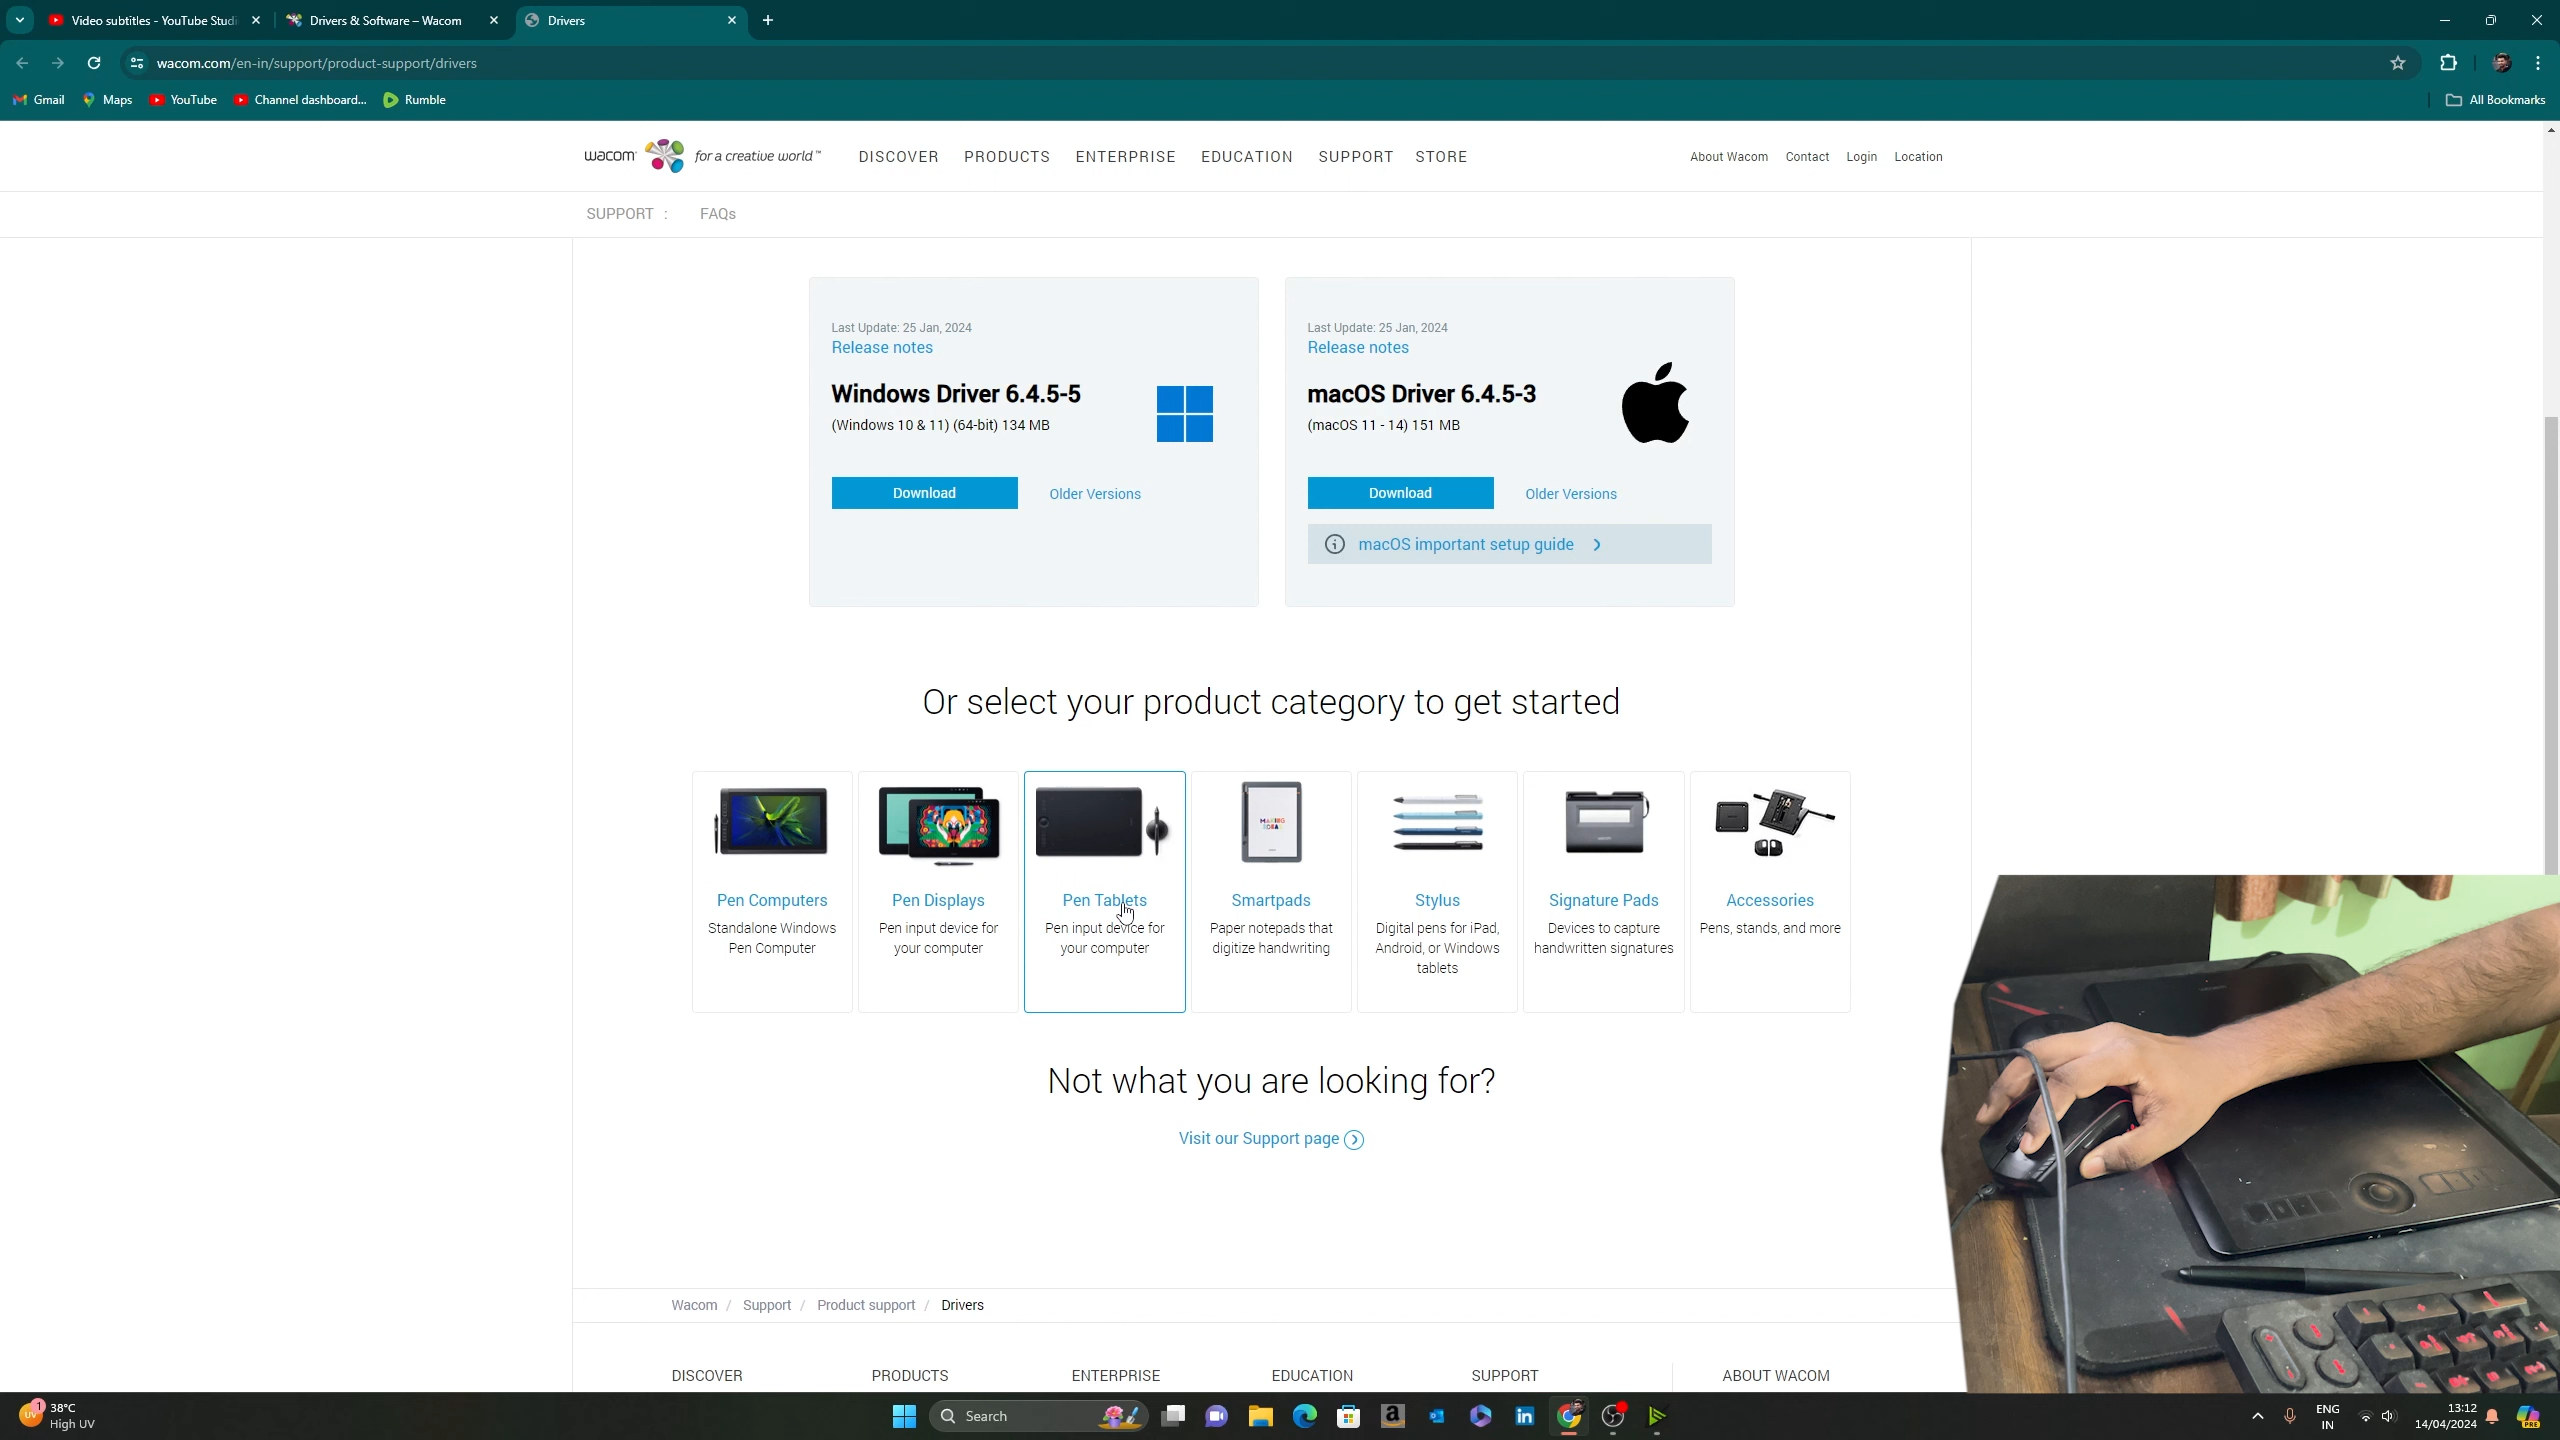 Video subtitles - YouTube Studi
Drivers & Software – Wacom
Drivers
wacom.com/en-in/support/product-support/drivers
Gmail
Maps
YouTube
Channel dashboard...
Rumble
All Bookmarks
wacom for a creative world™
DISCOVER
PRODUCTS
ENTERPRISE
EDUCATION
SUPPORT
STORE
About Wacom
Contact
Login
Location
SUPPORT :
FAQs
Last Update: 25 Jan, 2024
Release notes
Windows Driver 6.4.5-5
(Windows 10 & 11) (64-bit) 134 MB
Download
Older Versions
Last Update: 25 Jan, 2024
Release notes
macOS Driver 6.4.5-3
(macOS 11 - 14) 151 MB
Download
Older Versions
macOS important setup guide
Or select your product category to get started
MAKING IDEAS
Pen Computers
Standalone Windows
Pen Computer
Pen Displays
Pen input device for
your computer
Pen Tablets
Pen input device for
your computer
Smartpads
Paper notepads that
digitize handwriting
Stylus
Digital pens for iPad,
Android, or Windows
tablets
Signature Pads
Devices to capture
handwritten signatures
Accessories
Pens, stands, and more
Not what you are looking for?
Visit our Support page
Wacom / Support / Product support / Drivers
DISCOVER
PRODUCTS
ENTERPRISE
EDUCATION
SUPPORT
ABOUT WACOM
1
UV
38°C
High UV
Search
ENG
IN
13:12
14/04/2024
PRE